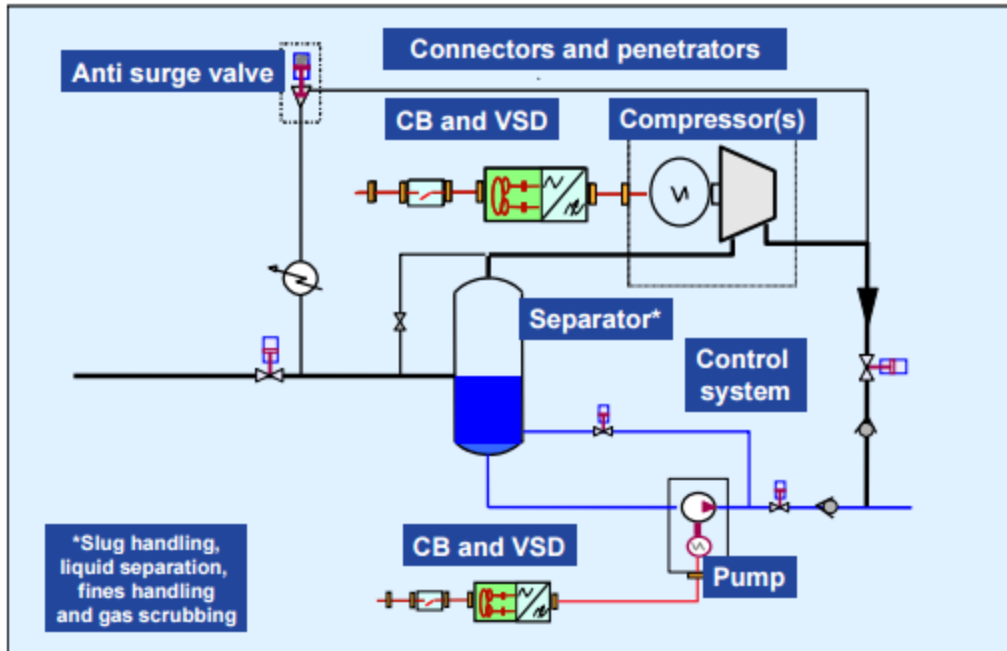 Connectors and penetrators
Anti surge valve
CB and VSD
Compressor(s)
Separator*
Control
system
*Slug handling,
liquid separation,
fines handling
and gas scrubbing
CB and VSD
Pump